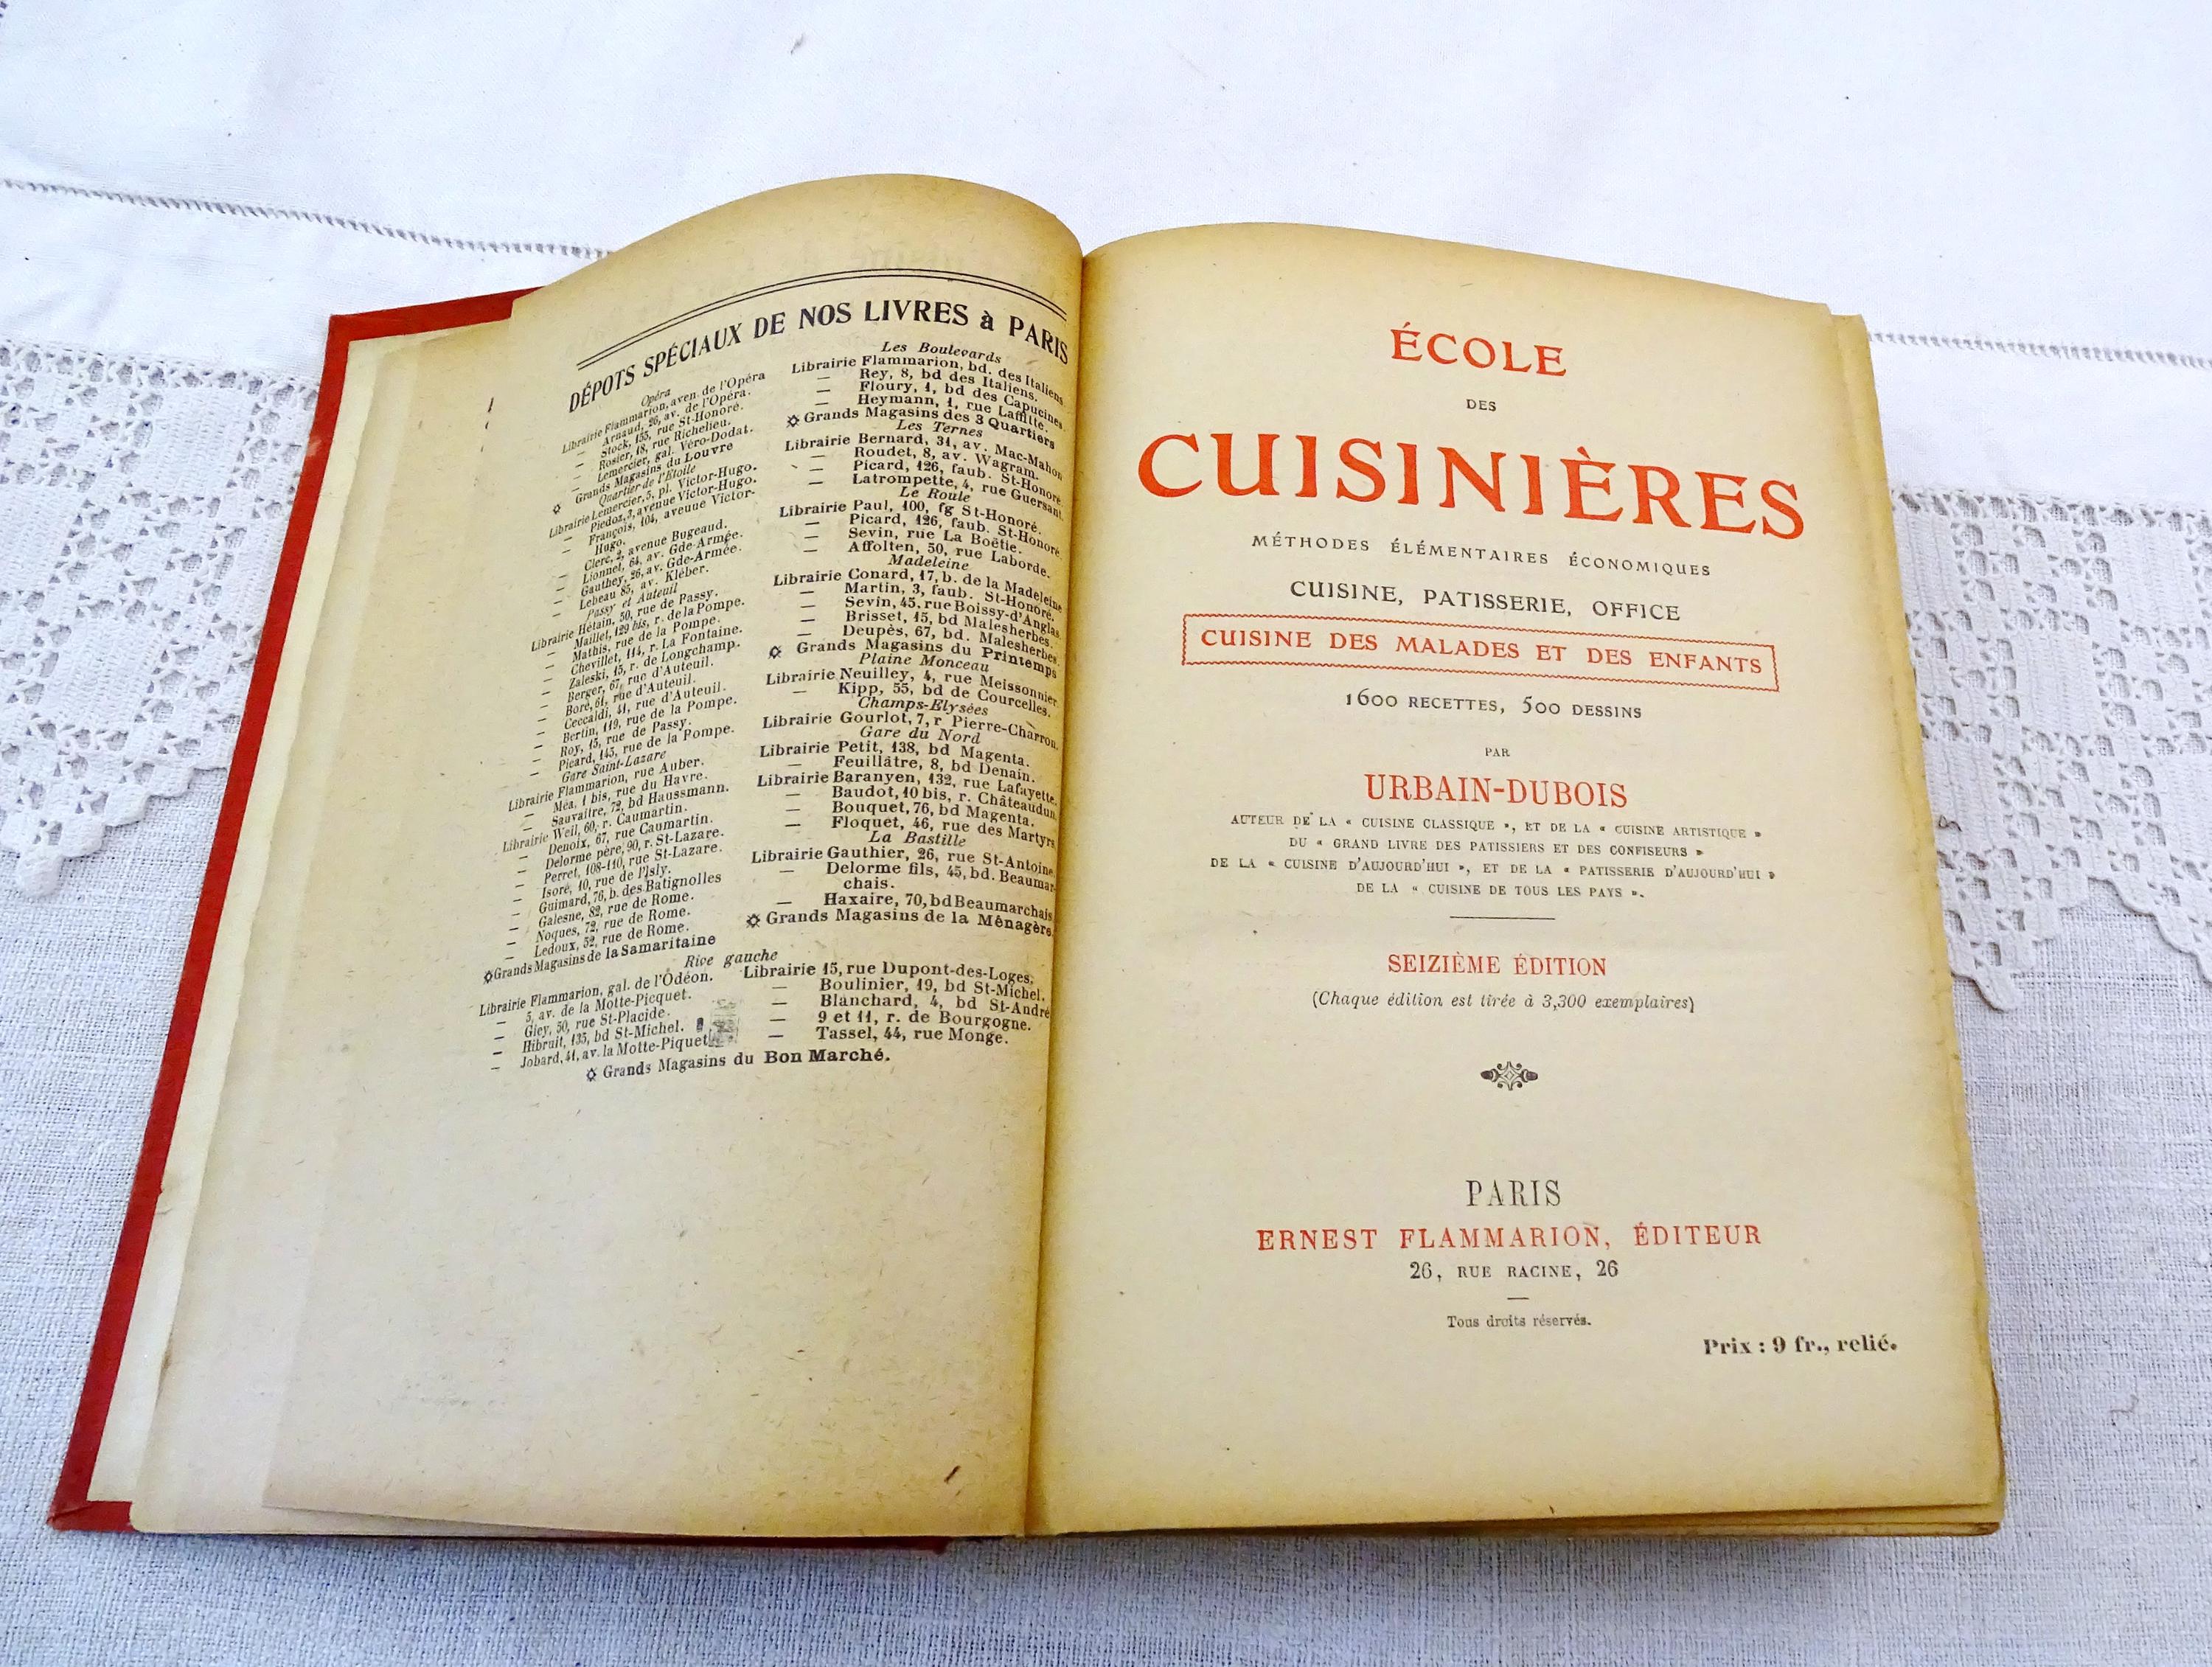 DÉPOTS SPÉCIAUX DE NOS LIVRES à PARIS
Opéra
Librairie Flammarion, aven. de l'Opéra
— Arnaud, 26, av. de l'Opéra.
— Stock, 155, rue St-Honoré.
— Rosier, 18, rue Richelieu.
— Lemercier, gal. Véro-Dodat.
Grands Magasins du Louvre
Quartier de l'Étoile
Librairie Lemercier, 5, pl. Victor-Hugo.
— Piedoz, 3, avenue Victor-Hugo.
— François, 104, avenue Victor-
Hugo.
— Clerc, 2, avenue Bugeaud.
— Lionnet, 64, av. Gde-Armée.
— Gauthey, 26, av. Gde-Armée.
— Lebeau 85, av. Kléber.
Passy et Auteuil
Librairie Hétain, 50, rue de Passy.
— Maillet, 129 bis, r. de la Pompe.
— Mathis, rue de la Pompe.
— Chevillet, 114, r. La Fontaine.
— Zaleski, 15, r. de Longchamp.
— Berger, 67, rue d'Auteuil.
— Boré, 61, rue d'Auteuil.
— Ceccaldi, 41, rue d'Auteuil.
— Bertin, 119, rue de la Pompe.
— Roy, 15, rue de Passy.
— Picard, 145, rue de la Pompe.
Gare Saint-Lazare
Librairie Flammarion, rue Auber.
— Méa, 1 bis, rue du Havre.
— Sauvaitre, 72, bd Haussmann.
Librairie Weil, 60, r. Caumartin.
— Denoix, 67, rue Caumartin.
— Delorme père, 90, r. St-Lazare.
— Perret, 108-110, rue St-Lazare.
— Isoré, 10, rue de l'Isly.
— Guimard, 76, b. des Batignolles
— Galesne, 82, rue de Rome.
— Noques, 72, rue de Rome.
— Ledoux, 52, rue de Rome.
Grands Magasins de la Samaritaine
Les Boulevards
Librairie Flammarion, bd. des Italiens.
— Rey, 8, bd des Italiens.
— Floury, 1, bd des Capucines.
— Heymann, 1, rue Laffitte.
Grands Magasins des 3 Quartiers
Les Ternes
Librairie Bernard, 31, av. Mac-Mahon
— Roudet, 8, av. Wagram.
— Picard, 126, faub. St-Honoré
— Latrompette, 4, rue Guersant.
Le Roule
Librairie Paul, 100, fg St-Honoré.
— Picard, 126, faub. St-Honoré.
— Sevin, rue La Boëtie.
— Affolten, 50, rue Laborde.
Madeleine
Librairie Conard, 17, b. de la Madeleine
— Martin, 3, faub. St-Honoré.
— Sevin, 45, rue Boissy-d'Anglas
— Brisset, 15, bd Malesherbes.
— Deupès, 67, bd. Malesherbes.
Grands Magasins du Printemps
Plaine Monceau
Librairie Neuilley, 4, rue Meissonnier
— Kipp, 55, bd de Courcelles.
Champs-Elysées
Librairie Gourlot, 7, r Pierre-Charron.
Gare du Nord
Librairie Petit, 138, bd Magenta.
— Feuillâtre, 8, bd Denain.
Librairie Baranyen, 132, rue Lafayette.
— Baudot, 10 bis, r. Châteaudun.
— Bouquet, 76, bd Magenta.
— Floquet, 46, rue des Martyrs.
La Bastille
Librairie Gauthier, 26, rue St-Antoine.
— Delorme fils, 45, bd. Beaumar-
chais.
— Haxaire, 70, bd Beaumarchais.
Grands Magasins de la Ménagère.
Rive gauche
Librairie Flammarion, gal. de l'Odéon.
— 5, av. de la Motte-Picquet.
— Gley, 50, rue St-Placide.
— Hibruit, 135, bd St-Michel.
— Jobard, 41, av. la Motte-Piquet
Librairie 15, rue Dupont-des-Loges.
— Boulinier, 19, bd St-Michel.
— Blanchard, 4, bd St-André
— 9 et 11, r. de Bourgogne.
— Tassel, 44, rue Monge.
Grands Magasins du Bon Marché.
ÉCOLE
DES
CUISINIÈRES
MÉTHODES ÉLÉMENTAIRES ÉCONOMIQUES
CUISINE, PATISSERIE, OFFICE
CUISINE DES MALADES ET DES ENFANTS
1600 RECETTES, 500 DESSINS
PAR
URBAIN-DUBOIS
AUTEUR DE LA « CUISINE CLASSIQUE », ET DE LA « CUISINE ARTISTIQUE »
DU « GRAND LIVRE DES PATISSIERS ET DES CONFISEURS »
DE LA « CUISINE D'AUJOURD'HUI », ET DE LA « PATISSERIE D'AUJOURD'HUI »
DE LA « CUISINE DE TOUS LES PAYS ».
SEIZIÈME ÉDITION
(Chaque édition est tirée à 3,300 exemplaires)
PARIS
ERNEST FLAMMARION, ÉDITEUR
26, RUE RACINE, 26
Tous droits réservés.
Prix : 9 fr., relié.